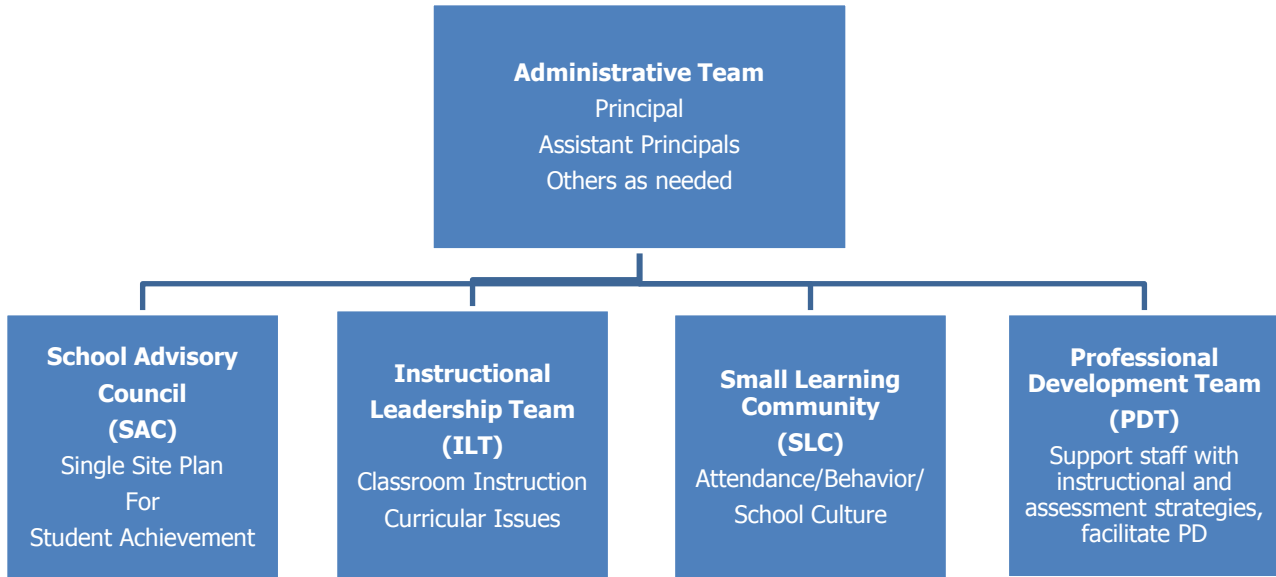 Administrative Team
Principal
Assistant Principals
Others as needed
School Advisory
Council
(SAC)
Single Site Plan
For
Student Achievement
Instructional
Leadership Team
(ILT)
Classroom Instruction
Curricular Issues
Small Learning
Community
(SLC)
Attendance/Behavior/
School Culture
Professional
Development Team
(PDT)
Support staff with
instructional and
assessment strategies,
facilitate PD